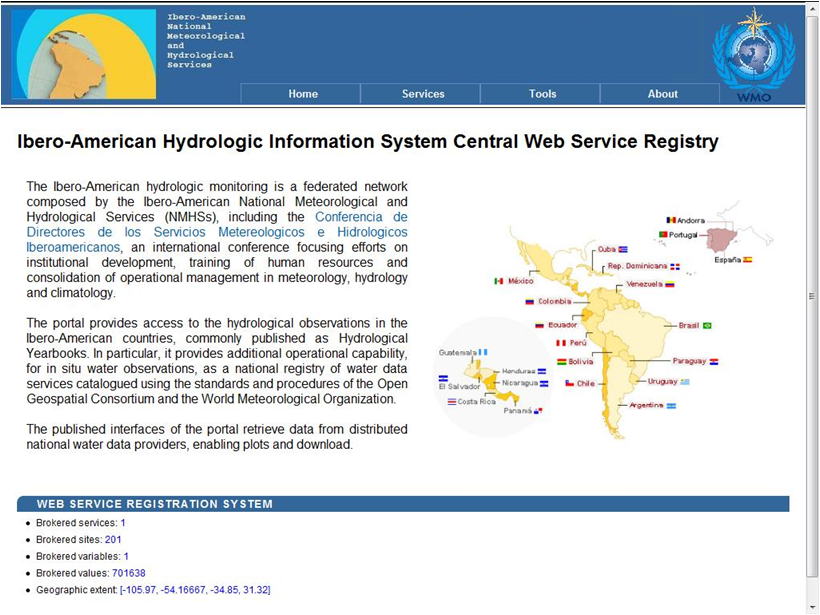 Ibero-American
National
Meteorological
and
Hydrological
Services
WMO
Home Services Tools About
Ibero-American Hydrologic Information System Central Web Service Registry
The Ibero-American hydrologic monitoring is a federated network
composed by the Ibero-American National Meteorological and
Hydrological Services (NMHSs), including the Conferencia de
Directores de los Servicios Metereologicos e Hidrologicos
Iberoamericanos, an international conference focusing efforts on
institutional development, training of human resources and
consolidation of operational management in meteorology, hydrology
and climatology.
The portal provides access to the hydrological observations in the
Ibero-American countries, commonly published as Hydrological
Yearbooks. In particular, it provides additional operational capability,
for in situ water observations, as a national registry of water data
services catalogued using the standards and procedures of the Open
Geospatial Consortium and the World Meteorological Organization.
The published interfaces of the portal retrieve data from distributed
national water data providers, enabling plots and download.
Andorra
Portugal
España
Cuba
Rep. Dominicana
México
Venezuela
Colombia
Ecuador
Brasil
Perú
Bolivia
Paraguay
Chile
Uruguay
Argentina
Guatemala
Honduras
El Salvador
Nicaragua
Costa Rica
Panamá
WEB SERVICE REGISTRATION SYSTEM
Brokered services: 1
Brokered sites: 201
Brokered variables: 1
Brokered values: 701638
Geographic extent: [-105.97, -54.16667, -34.85, 31.32]